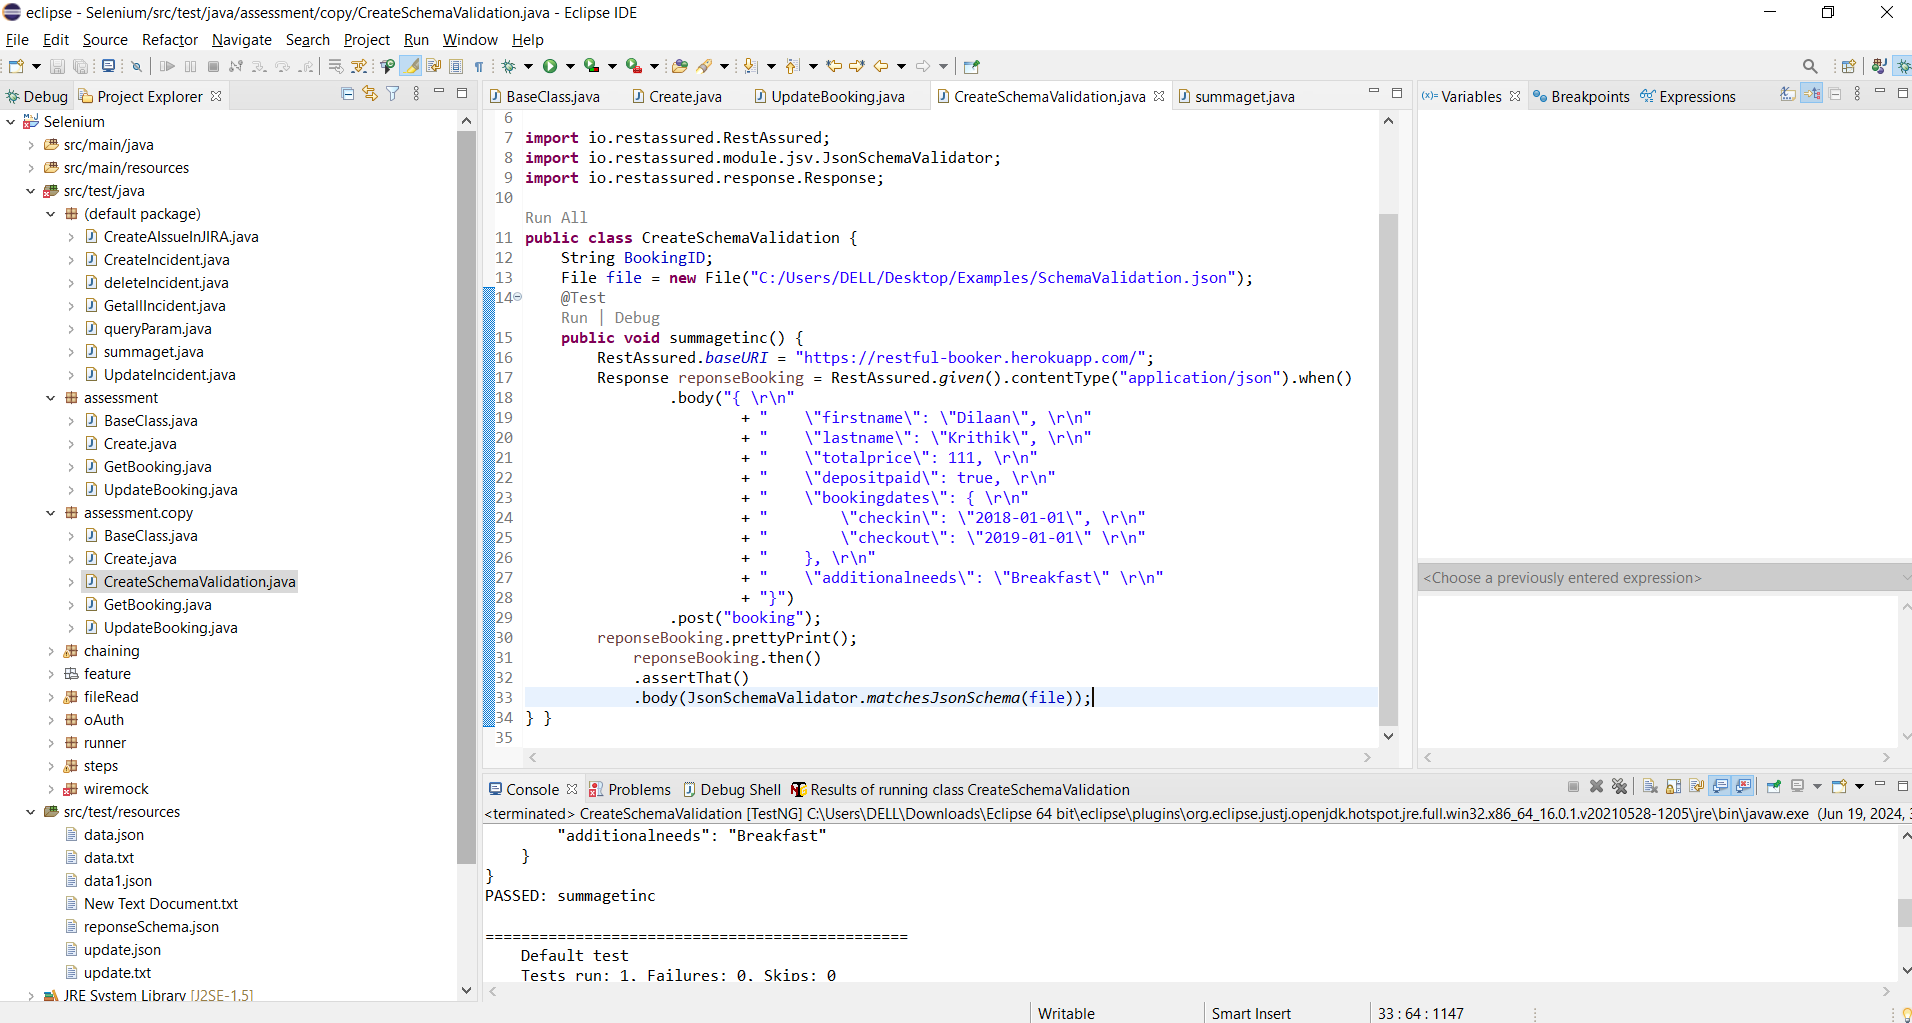 eclipse - Selenium/src/test/java/assessment/copy/CreateSchemaValidation.java - Eclipse IDE
File Edit Source Refactor Navigate Search Project Run Window Help
Debug Project Explorer
Selenium
src/main/java
src/main/resources
src/test/java
(default package)
CreateAIssueInJIRA.java
CreateIncident.java
deleteIncident.java
GetallIncident.java
queryParam.java
summaget.java
UpdateIncident.java
assessment
BaseClass.java
Create.java
GetBooking.java
UpdateBooking.java
assessment.copy
BaseClass.java
Create.java
CreateSchemaValidation.java
GetBooking.java
UpdateBooking.java
chaining
feature
fileRead
oAuth
runner
steps
wiremock
src/test/resources
data.json
data.txt
data1.json
New Text Document.txt
reponseSchema.json
update.json
update.txt
JRE System Library [J2SE-1.5]
BaseClass.java Create.java UpdateBooking.java CreateSchemaValidation.java summaget.java
6
7 import io.restassured.RestAssured;
8 import io.restassured.module.jsv.JsonSchemaValidator;
9 import io.restassured.response.Response;
10
Run All
11 public class CreateSchemaValidation {
12 String BookingID;
13 File file = new File("C:/Users/DELL/Desktop/Examples/SchemaValidation.json");
14 @Test
Run | Debug
15 public void summagetinc() {
16 RestAssured.baseURI = "https://restful-booker.herokuapp.com/";
17 Response reponseBooking = RestAssured.given().contentType("application/json").when()
18 .body("{ \r\n"
19 + "    \"firstname\": \"Dilaan\", \r\n"
20 + "    \"lastname\": \"Krithik\", \r\n"
21 + "    \"totalprice\": 111, \r\n"
22 + "    \"depositpaid\": true, \r\n"
23 + "    \"bookingdates\": { \r\n"
24 + "        \"checkin\": \"2018-01-01\", \r\n"
25 + "        \"checkout\": \"2019-01-01\" \r\n"
26 + "    }, \r\n"
27 + "    \"additionalneeds\": \"Breakfast\" \r\n"
28 + "}")
29 .post("booking");
30 reponseBooking.prettyPrint();
31 reponseBooking.then()
32 .assertThat()
33 .body(JsonSchemaValidator.matchesJsonSchema(file));
34 } }
35
(x)= Variables Breakpoints Expressions
<Choose a previously entered expression>
Console Problems Debug Shell Results of running class CreateSchemaValidation
<terminated> CreateSchemaValidation [TestNG] C:\Users\DELL\Downloads\Eclipse 64 bit\eclipse\plugins\org.eclipse.justj.openjdk.hotspot.jre.full.win32.x86_64_16.0.1.v20210528-1205\jre\bin\javaw.exe (Jun 19, 2024,
"additionalneeds": "Breakfast"
}
}
PASSED: summagetinc
===============================================
Default test
Tests run: 1, Failures: 0, Skips: 0
Writable Smart Insert 33 : 64 : 1147